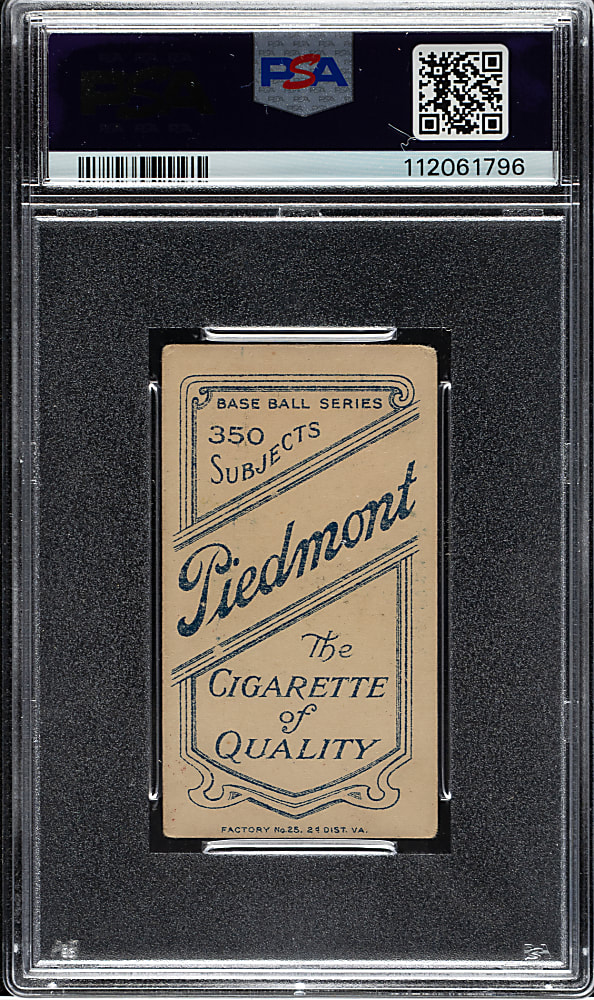 PSA
112061796
BASE BALL SERIES
350
SUBJECTS
Piedmont
The
CIGARETTE
of
QUALITY
FACTORY No. 25. 2d DIST. VA.